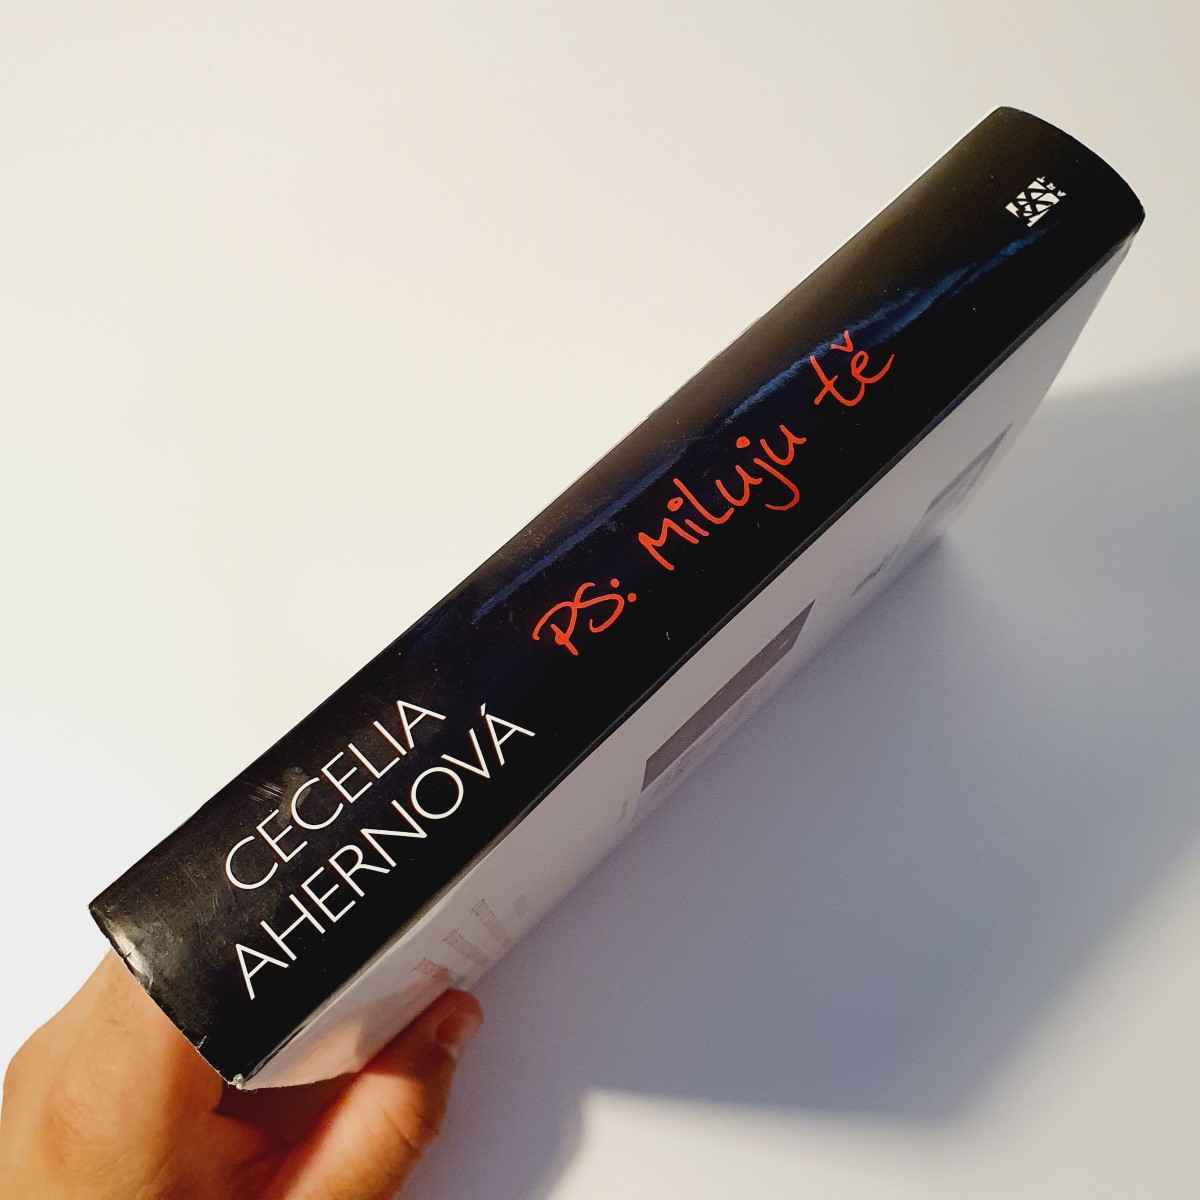 CECELIA
AHERNOVÁ
PS: Miluju tě